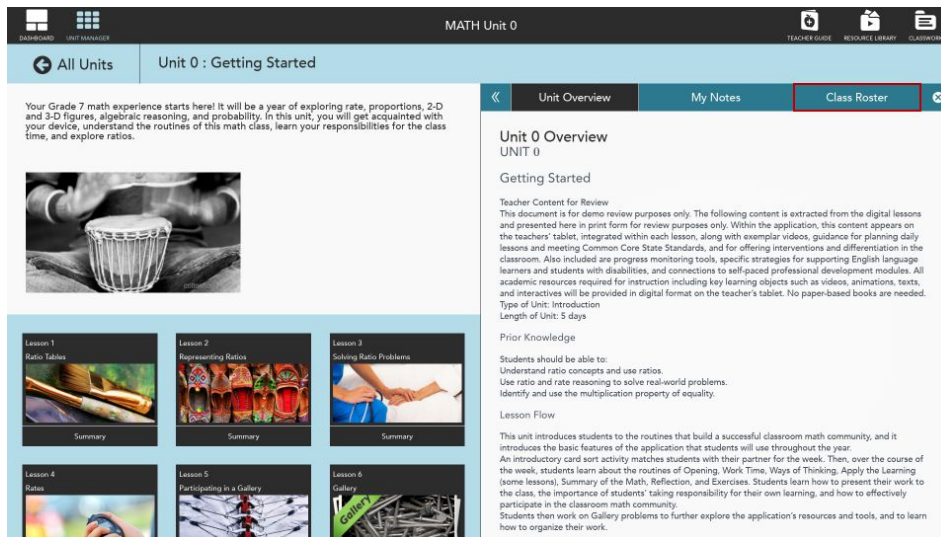 MATH Unit 0
DASHBOARD
UNIT MANAGER
TEACHER GUIDE
RESOURCE LIBRARY
CLASSWORK
All Units
Unit 0 : Getting Started
Your Grade 7 math experience starts here! It will be a year of exploring rate, proportions, 2-D
and 3-D figures, algebraic reasoning, and probability. In this unit, you will get acquainted with
your device, understand the routines of this math class, learn your responsibilities for the class
time, and explore ratios.
Lesson 1
Ratio Tables
Summary
Lesson 2
Representing Ratios
Summary
Lesson 3
Solving Ratio Problems
Summary
Lesson 4
Rates
Lesson 5
Participating in a Gallery
Lesson 6
Gallery
Gallery
Unit Overview
My Notes
Class Roster
Unit 0 Overview
UNIT 0
Getting Started
Teacher Content for Review
This document is for demo review purposes only. The following content is extracted from the digital lessons
and presented here in print form for review purposes only. Within the application, this content appears on
the teachers' tablet, integrated within each lesson, along with exemplar videos, guidance for planning daily
lessons and meeting Common Core State Standards, and for offering interventions and differentiation in the
classroom. Also included are progress monitoring tools, specific strategies for supporting English language
learners and students with disabilities, and connections to self-paced professional development modules. All
academic resources required for instruction including key learning objects such as videos, animations, texts,
and interactives will be provided in digital format on the teacher's tablet. No paper-based books are needed.
Type of Unit: Introduction
Length of Unit: 5 days
Prior Knowledge
Students should be able to:
Understand ratio concepts and use ratios.
Use ratio and rate reasoning to solve real-world problems.
Identify and use the multiplication property of equality.
Lesson Flow
This unit introduces students to the routines that build a successful classroom math community, and it
introduces the basic features of the application that students will use throughout the year.
An introductory card sort activity matches students with their partner for the week. Then, over the course of
the week, students learn about the routines of Opening, Work Time, Ways of Thinking, Apply the Learning
(some lessons), Summary of the Math, Reflection, and Exercises. Students learn how to present their work to
the class, the importance of students' taking responsibility for their own learning, and how to effectively
participate in the classroom math community.
Students then work on Gallery problems to further explore the application's resources and tools, and to learn
how to organize their work.